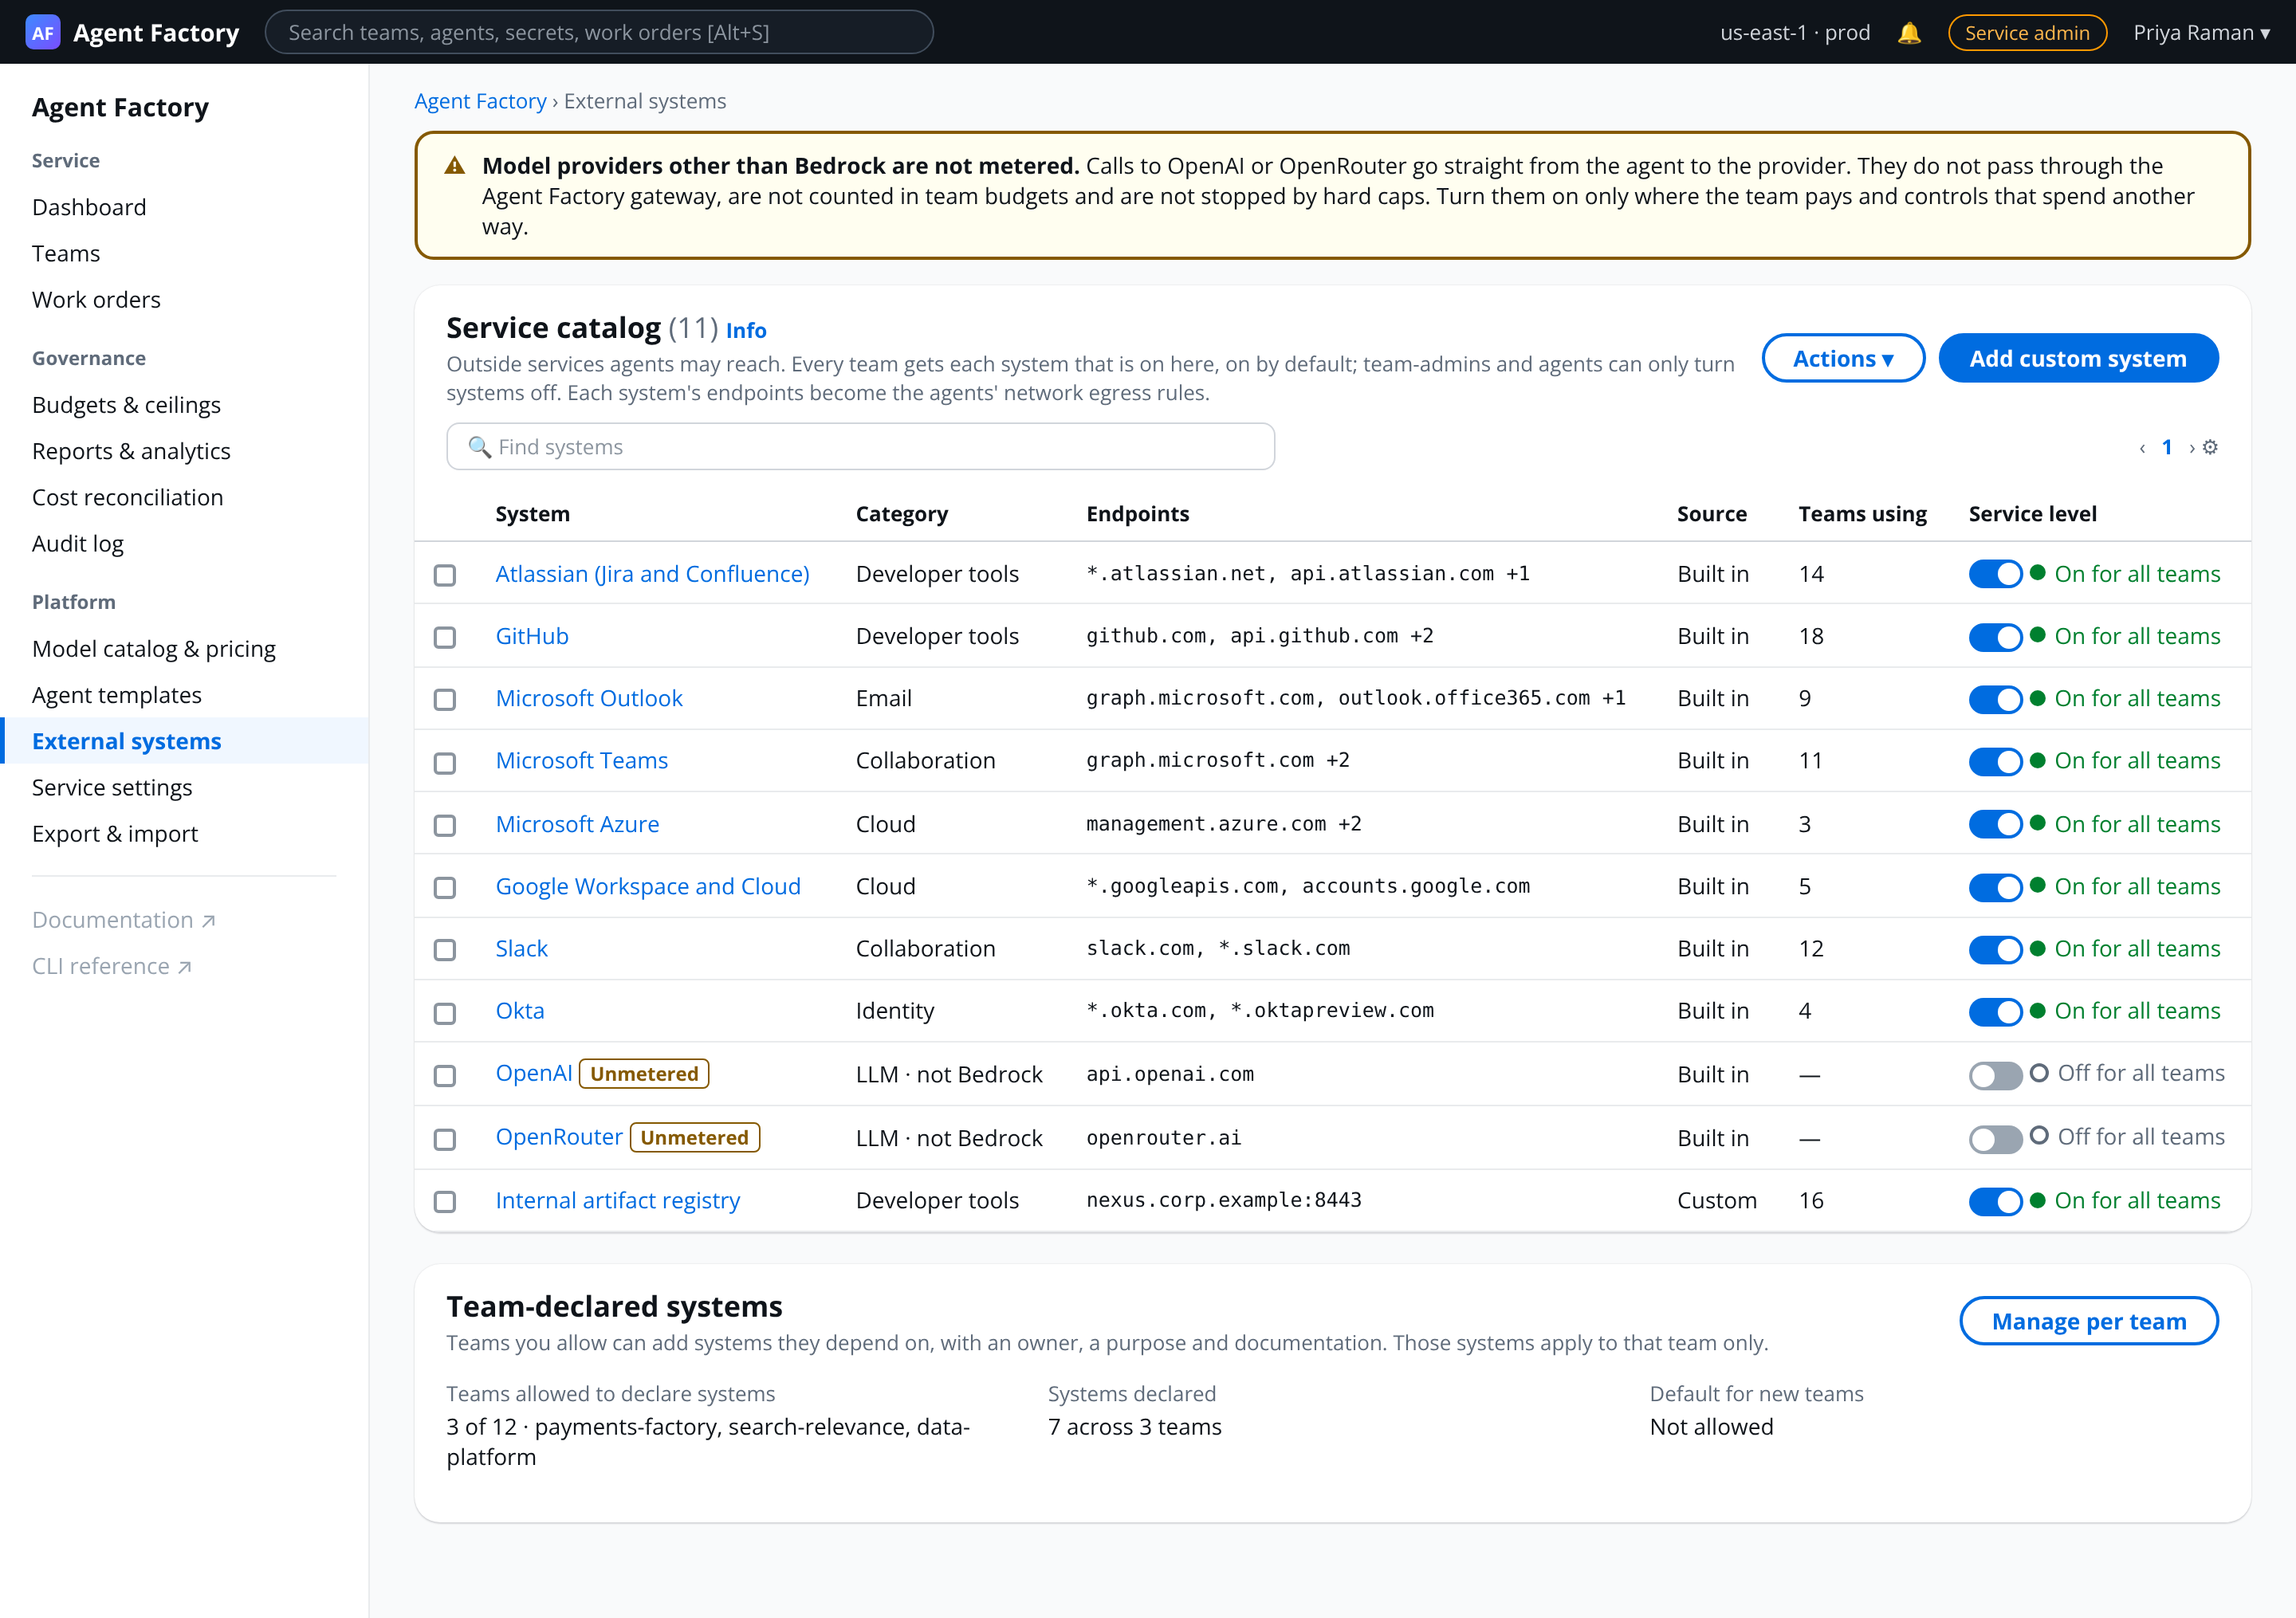 AF Agent Factory Search teams, agents, secrets, work orders [Alt+S] us-east-1 · prod 🔔 Service admin Priya Raman ▾
Agent Factory
Service
Dashboard
Teams
Work orders
Governance
Budgets & ceilings
Reports & analytics
Cost reconciliation
Audit log
Platform
Model catalog & pricing
Agent templates
External systems
Service settings
Export & import
Documentation ↗
CLI reference ↗
Agent Factory › External systems
⚠ Model providers other than Bedrock are not metered. Calls to OpenAI or OpenRouter go straight from the agent to the provider. They do not pass through the
Agent Factory gateway, are not counted in team budgets and are not stopped by hard caps. Turn them on only where the team pays and controls that spend another
way.
Service catalog (11) Info
Outside services agents may reach. Every team gets each system that is on here, on by default; team-admins and agents can only turn
systems off. Each system's endpoints become the agents' network egress rules.
Actions ▾ Add custom system
🔍 Find systems ‹ 1 › ⚙
System Category Endpoints Source Teams using Service level
Atlassian (Jira and Confluence) Developer tools *.atlassian.net, api.atlassian.com +1 Built in 14 On for all teams
GitHub Developer tools github.com, api.github.com +2 Built in 18 On for all teams
Microsoft Outlook Email graph.microsoft.com, outlook.office365.com +1 Built in 9 On for all teams
Microsoft Teams Collaboration graph.microsoft.com +2 Built in 11 On for all teams
Microsoft Azure Cloud management.azure.com +2 Built in 3 On for all teams
Google Workspace and Cloud Cloud *.googleapis.com, accounts.google.com Built in 5 On for all teams
Slack Collaboration slack.com, *.slack.com Built in 12 On for all teams
Okta Identity *.okta.com, *.oktapreview.com Built in 4 On for all teams
OpenAI Unmetered LLM · not Bedrock api.openai.com Built in — Off for all teams
OpenRouter Unmetered LLM · not Bedrock openrouter.ai Built in — Off for all teams
Internal artifact registry Developer tools nexus.corp.example:8443 Custom 16 On for all teams
Team-declared systems
Teams you allow can add systems they depend on, with an owner, a purpose and documentation. Those systems apply to that team only.
Manage per team
Teams allowed to declare systems
3 of 12 · payments-factory, search-relevance, data-
platform
Systems declared
7 across 3 teams
Default for new teams
Not allowed